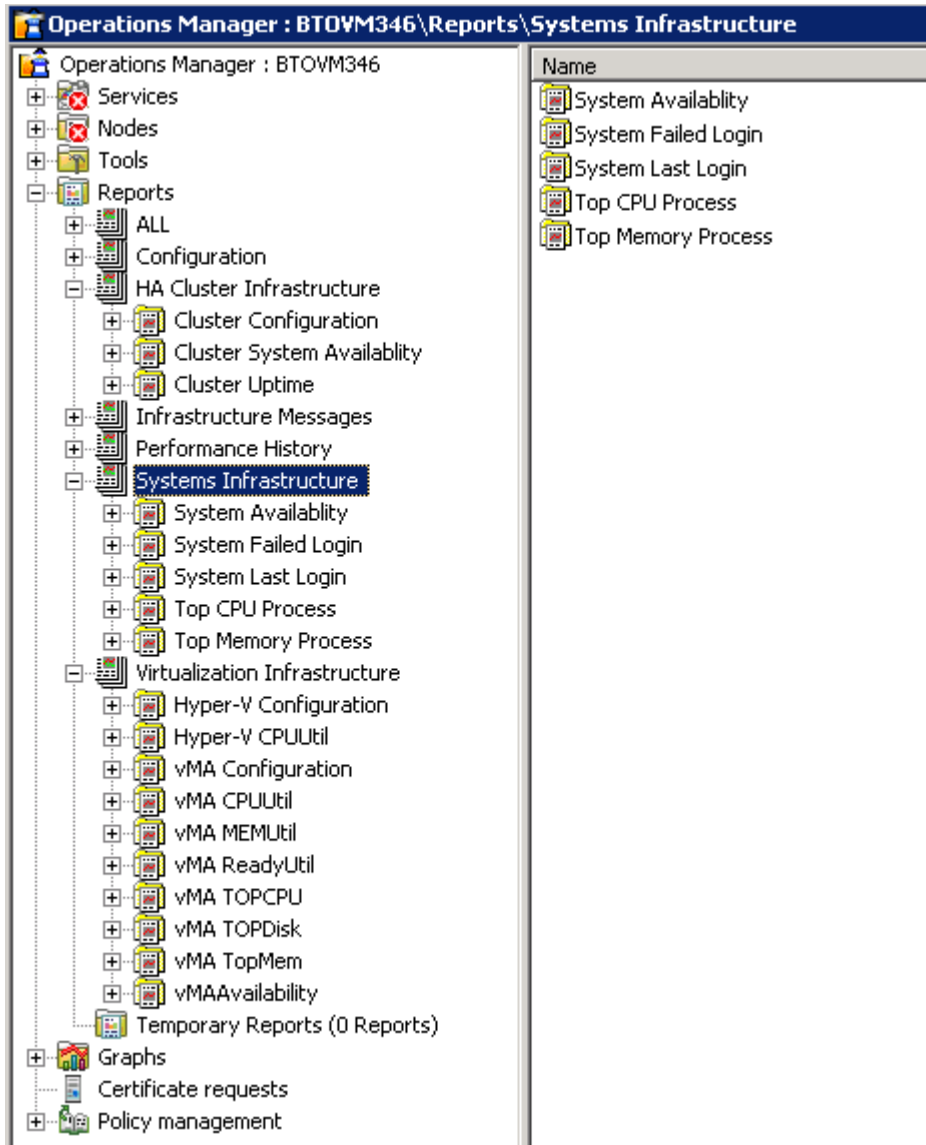 Operations Manager : BTOVM346\Reports\Systems Infrastructure
Operations Manager : BTOVM346
Services
Nodes
Tools
Reports
ALL
Configuration
HA Cluster Infrastructure
Cluster Configuration
Cluster System Availablity
Cluster Uptime
Infrastructure Messages
Performance History
Systems Infrastructure
System Availablity
System Failed Login
System Last Login
Top CPU Process
Top Memory Process
Virtualization Infrastructure
Hyper-V Configuration
Hyper-V CPUUtil
vMA Configuration
vMA CPUUtil
vMA MEMUtil
vMA ReadyUtil
vMA TOPCPU
vMA TOPDisk
vMA TopMem
vMAAvailability
Temporary Reports (0 Reports)
Graphs
Certificate requests
Policy management
Name
System Availablity
System Failed Login
System Last Login
Top CPU Process
Top Memory Process